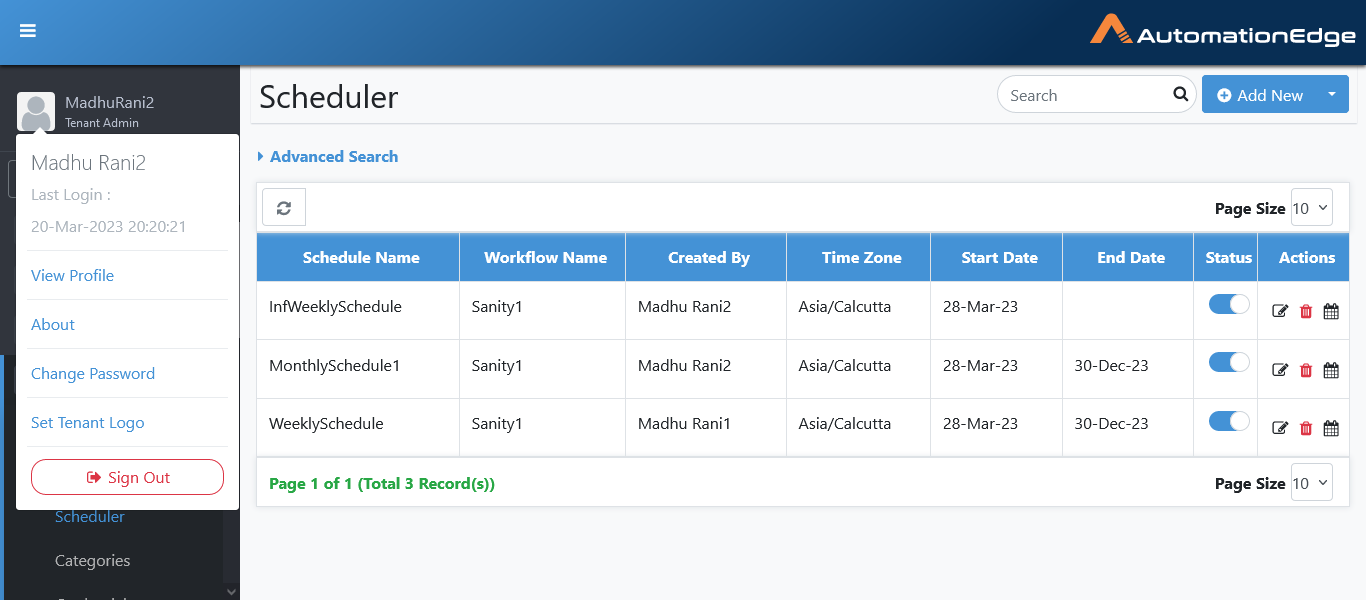 AutomationEdge
MadhuRani2
Tenant Admin
Madhu Rani2
Last Login :
20-Mar-2023 20:20:21
View Profile
About
Change Password
Set Tenant Logo
Sign Out
Scheduler
Categories
Scheduler
Search
Add New
Advanced Search
Page Size 10
Schedule Name Workflow Name Created By Time Zone Start Date End Date Status Actions
InfWeeklySchedule Sanity1 Madhu Rani2 Asia/Calcutta 28-Mar-23
MonthlySchedule1 Sanity1 Madhu Rani2 Asia/Calcutta 28-Mar-23 30-Dec-23
WeeklySchedule Sanity1 Madhu Rani1 Asia/Calcutta 28-Mar-23 30-Dec-23
Page 1 of 1 (Total 3 Record(s)) Page Size 10